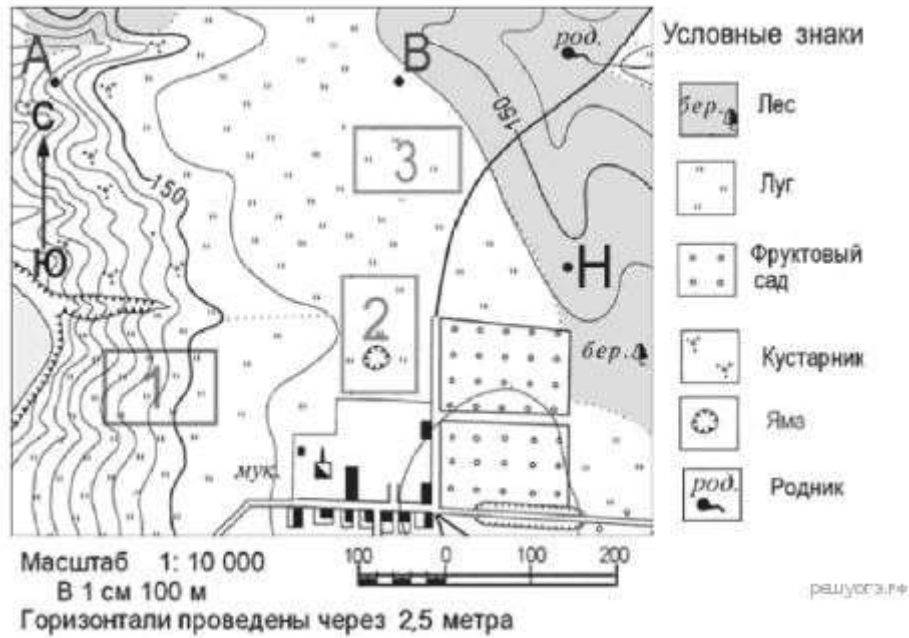 А
В
С
Ю
Н
род.
150
150
3
2
1
бер.
мук.
Условные знаки
бер. Лес
Луг
Фруктовый
сад
Кустарник
Яма
род. Родник
Масштаб 1: 10 000
В 1 см 100 м
Горизонтали проведены через 2,5 метра
100 0 100 200
решуогэ.рф